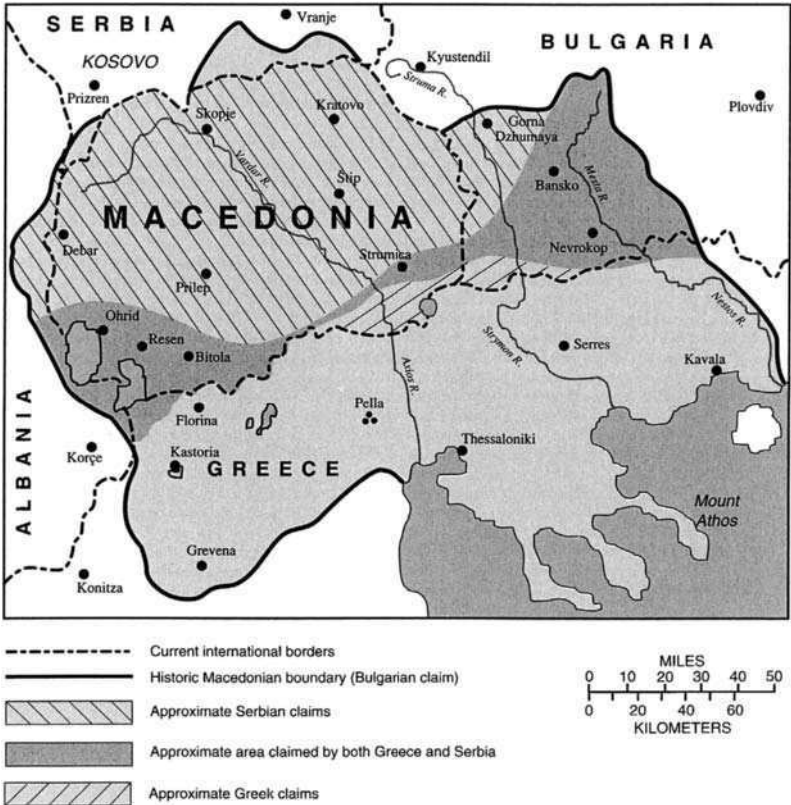 SERBIA
Vranje
KOSOVO
BULGARIA
Kyustendil
Struma R.
Prizren
Plovdiv
Skopje
Kratovo
Gorna
Dzhumaya
Vardar R.
Štip
Bansko
Mesta R.
MACEDONIA
Debar
Nevrokop
Strumica
Prilep
Ohrid
Resen
Bitola
Nestos R.
Strymon R.
Serres
Axios R.
Kavala
Florina
Pella
ALBANIA
Korçe
Kastoria
GREECE
Thessaloniki
Mount
Athos
Grevena
Konitza
Current international borders
Historic Macedonian boundary (Bulgarian claim)
Approximate Serbian claims
Approximate area claimed by both Greece and Serbia
Approximate Greek claims
MILES
0 10 20 30 40 50
0 20 40 60
KILOMETERS